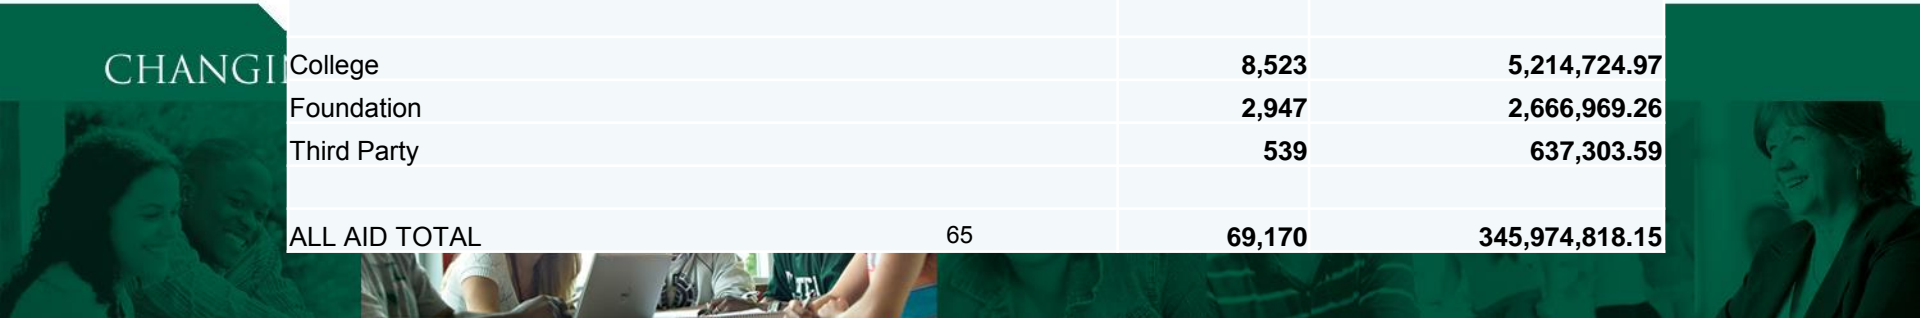 CHANGI
College 8,523 5,214,724.97
Foundation 2,947 2,666,969.26
Third Party 539 637,303.59
ALL AID TOTAL 65 69,170 345,974,818.15